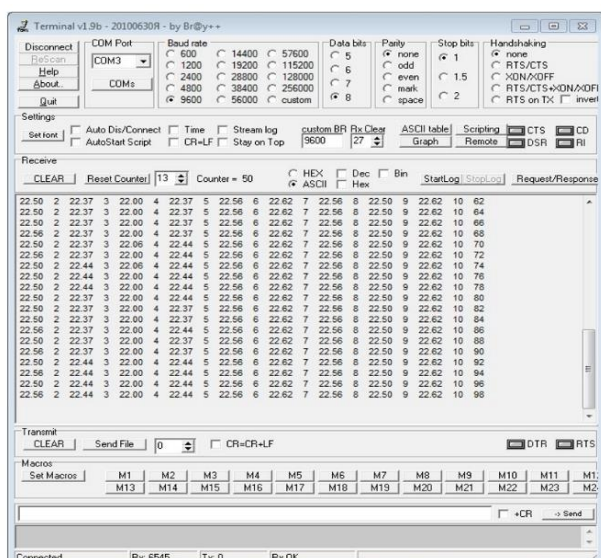 Terminal v1.9b - 20100630Я - by Br@y++
Disconnect
ReScan
Help
About..
Quit
COM Port
COM3
COMs
Baud rate
600 14400 57600
1200 19200 115200
2400 28800 128000
4800 38400 256000
9600 56000 custom
Data bits
5
6
7
8
Parity
none
odd
even
mark
space
Stop bits
1
1.5
2
Handshaking
none
RTS/CTS
XON/XOFF
RTS/CTS+XON/XOFF
RTS on TX invert
Settings
Set font
Auto Dis/Connect Time Stream log
AutoStart Script CR=LF Stay on Top
custom BR Rx Clear
9600 27
ASCII table Scripting
Graph Remote
CTS CD
DSR RI
Receive
CLEAR Reset Counter 13 Counter = 50
HEX Dec Bin
ASCII Hex
StartLog StopLog Request/Response
22.50 2 22.37 3 22.00 4 22.37 5 22.56 6 22.62 7 22.56 8 22.50 9 22.62 10 62
22.50 2 22.37 3 22.00 4 22.37 5 22.56 6 22.62 7 22.56 8 22.50 9 22.62 10 64
22.50 2 22.37 3 22.00 4 22.37 5 22.56 6 22.62 7 22.56 8 22.50 9 22.62 10 66
22.56 2 22.37 3 22.00 4 22.37 5 22.56 6 22.62 7 22.56 8 22.50 9 22.62 10 68
22.50 2 22.37 3 22.06 4 22.44 5 22.56 6 22.62 7 22.56 8 22.50 9 22.62 10 70
22.56 2 22.37 3 22.00 4 22.37 5 22.56 6 22.62 7 22.56 8 22.50 9 22.62 10 72
22.56 2 22.44 3 22.06 4 22.44 5 22.56 6 22.62 7 22.56 8 22.50 9 22.62 10 74
22.50 2 22.44 3 22.00 4 22.44 5 22.56 6 22.62 7 22.56 8 22.50 9 22.62 10 76
22.50 2 22.44 3 22.00 4 22.44 5 22.56 6 22.62 7 22.56 8 22.50 9 22.62 10 78
22.50 2 22.37 3 22.00 4 22.37 5 22.56 6 22.62 7 22.56 8 22.50 9 22.62 10 80
22.50 2 22.37 3 22.00 4 22.37 5 22.56 6 22.62 7 22.56 8 22.50 9 22.62 10 82
22.50 2 22.37 3 22.00 4 22.44 5 22.56 6 22.62 7 22.56 8 22.50 9 22.62 10 84
22.56 2 22.44 3 22.00 4 22.44 5 22.56 6 22.62 7 22.56 8 22.50 9 22.62 10 86
22.50 2 22.37 3 22.00 4 22.44 5 22.56 6 22.62 7 22.56 8 22.50 9 22.62 10 88
22.56 2 22.37 3 22.00 4 22.37 5 22.56 6 22.62 7 22.56 8 22.50 9 22.62 10 90
22.50 2 22.44 3 22.00 4 22.44 5 22.56 6 22.62 7 22.56 8 22.50 9 22.62 10 92
22.56 2 22.44 3 22.00 4 22.44 5 22.56 6 22.62 7 22.56 8 22.50 9 22.62 10 94
22.50 2 22.44 3 22.00 4 22.37 5 22.56 6 22.62 7 22.56 8 22.50 9 22.62 10 96
22.56 2 22.44 3 22.00 4 22.44 5 22.56 6 22.62 7 22.56 8 22.50 9 22.62 10 98
Transmit
CLEAR Send File 0 CR=CR+LF DTR RTS
Macros
Set Macros M1 M2 M3 M4 M5 M6 M7 M8 M9 M10 M11
M13 M14 M15 M16 M17 M18 M19 M20 M21 M22 M23
+CR -> Send
Connected Rx: 6545 Tx: 0 Rx OK